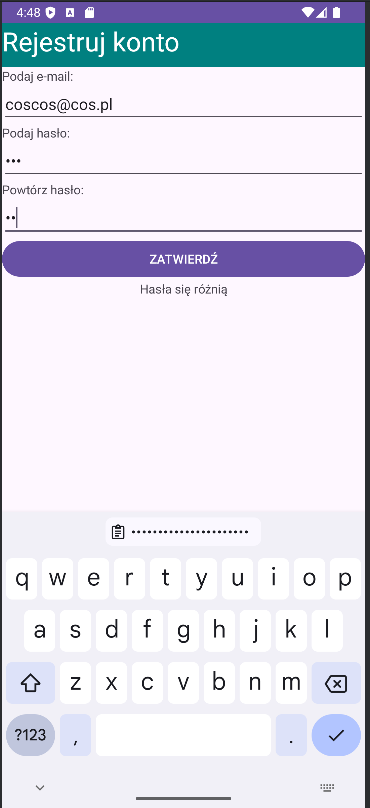 4:48
Rejestruj konto
Podaj e-mail:
coscos@cos.pl
Podaj hasło:
•••
Powtórz hasło:
••
ZATWIERDŹ
Hasła się różnią
••••••••••••••••••••••
q w e r t y u i o p
a s d f g h j k l
z x c v b n m
?123 , .